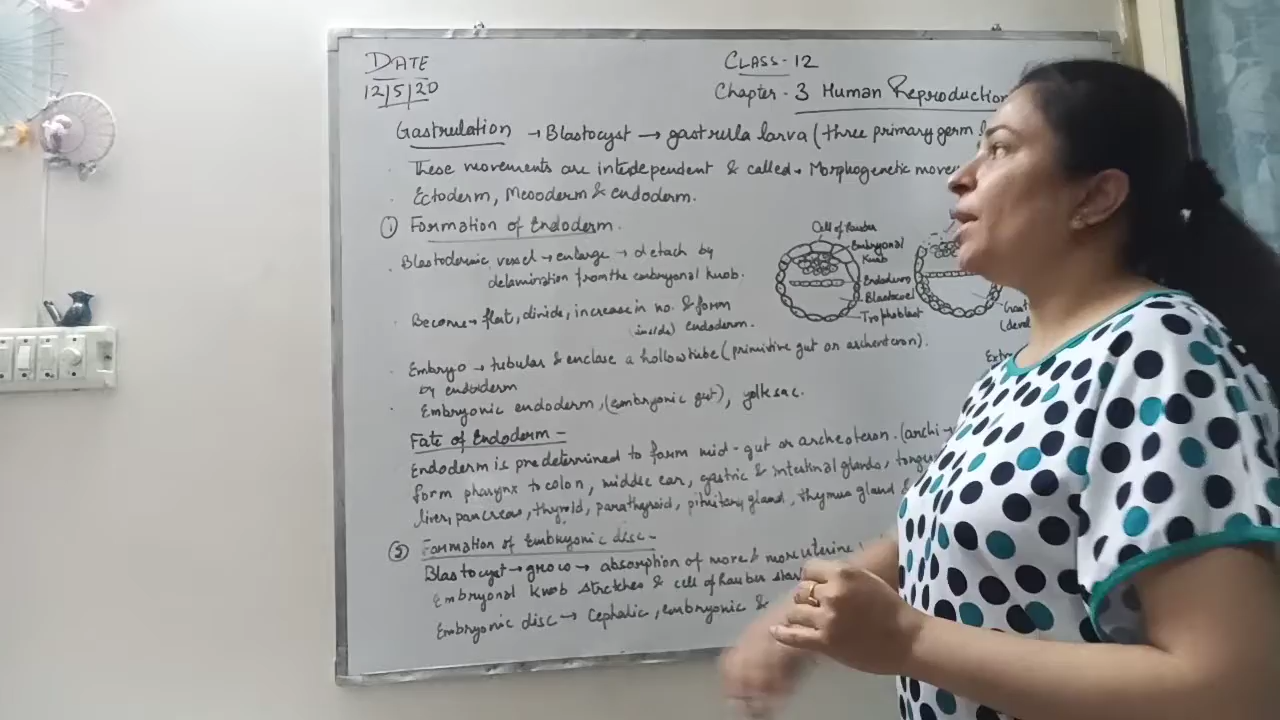 DATE
12/5/20
CLASS-12
Chapter-3 Human Reproduction
Gastrulation → Blastocyst → gastrula larva (three primary germ
These movements are interdependent & called → Morphogenetic
Ectoderm, Mesoderm & endoderm.
① Formation of Endoderm.
Blastodermic vessel → enlarge → detach by
delamination from the embryonal knob.
Become → flat, divide, increase in no. & form
(inside) endoderm.
Cell of Rauber
Embryonal
Knob
Endoderm
Blastocoel
Trophoblast
Embryo → tubular & enclose a hollow tube (primitive gut or archenteron).
by endoderm
Embryonic endoderm, (embryonic gut), yolk sac.
Fate of Endoderm -
Endoderm is predetermined to form mid-gut or archeoteron. (archi →
form pharynx to colon, middle ear, gastric & intestinal glands,
liver, pancreas, thyroid, parathyroid, pituitary gland, thymus gland &
② Formation of Embryonic disc -
Blastocyst → grow → absorption of more & more uterine
Embryonal knob stretches & cell of Rauber
Embryonic disc → Cephalic, embryonic &